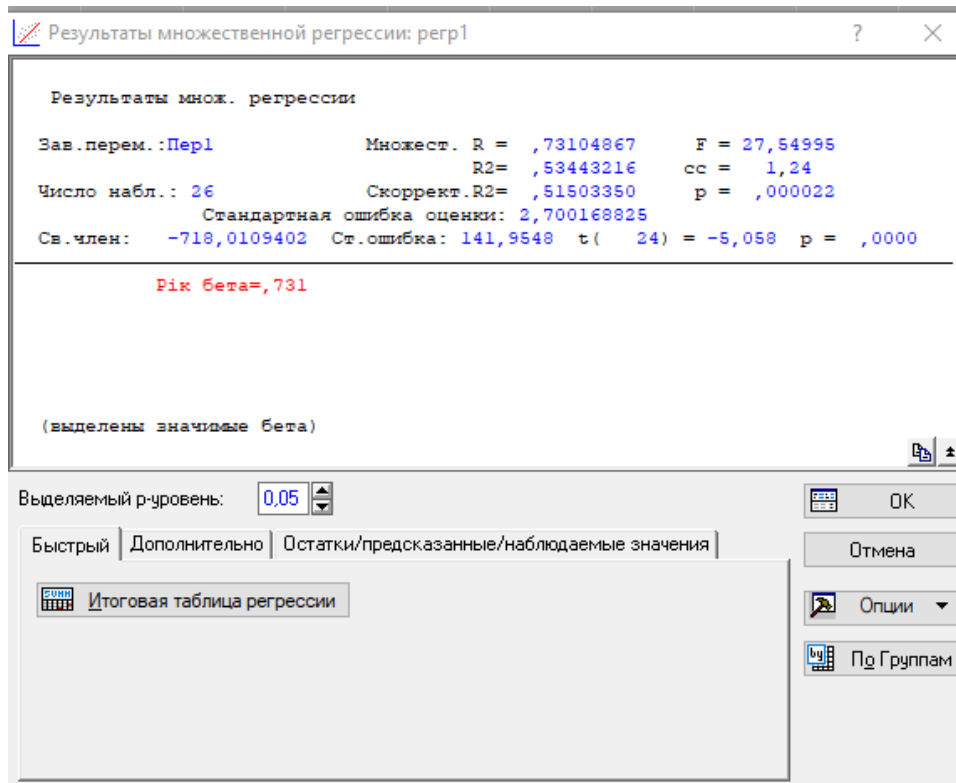 Результаты множественной регрессии: регр1 ? ×
Результаты множ. регрессии
Зав.перем.:Пер1 Множест. R = ,73104867 F = 27,54995
R2= ,53443216 cc = 1,24
Число набл.: 26 Скоррект.R2= ,51503350 p = ,000022
Стандартная ошибка оценки: 2,700168825
Св.член: -718,0109402 Ст.ошибка: 141,9548 t( 24) = -5,058 p = ,0000
Рік бета=,731
(выделены значимые бета)
Выделяемый р-уровень: 0,05
OK
Быстрый Дополнительно Остатки/предсказанные/наблюдаемые значения
Отмена
SUMM Итоговая таблица регрессии
Опции
by По Группам